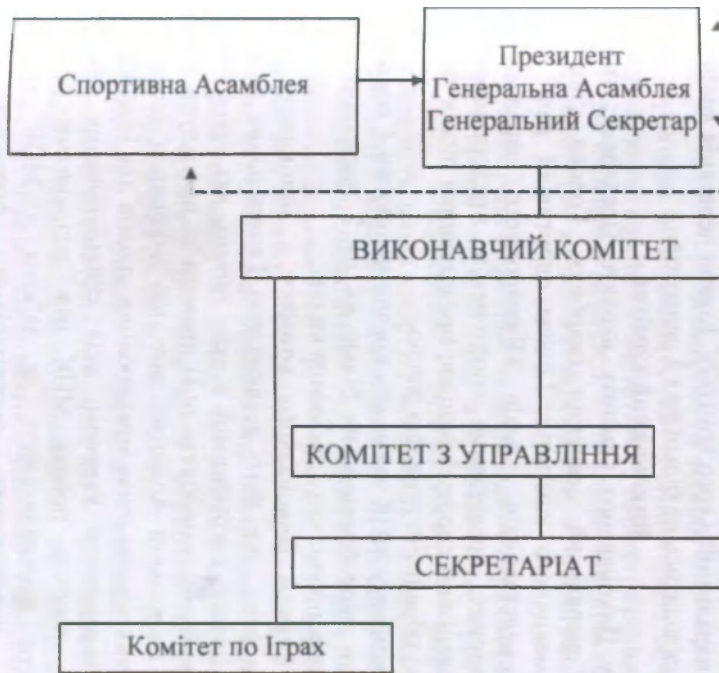 Спортивна Асамблея
Президент
Генеральна Асамблея
Генеральний Секретар
ВИКОНАВЧИЙ КОМІТЕТ
КОМІТЕТ З УПРАВЛІННЯ
СЕКРЕТАРІАТ
Комітет по Іграх